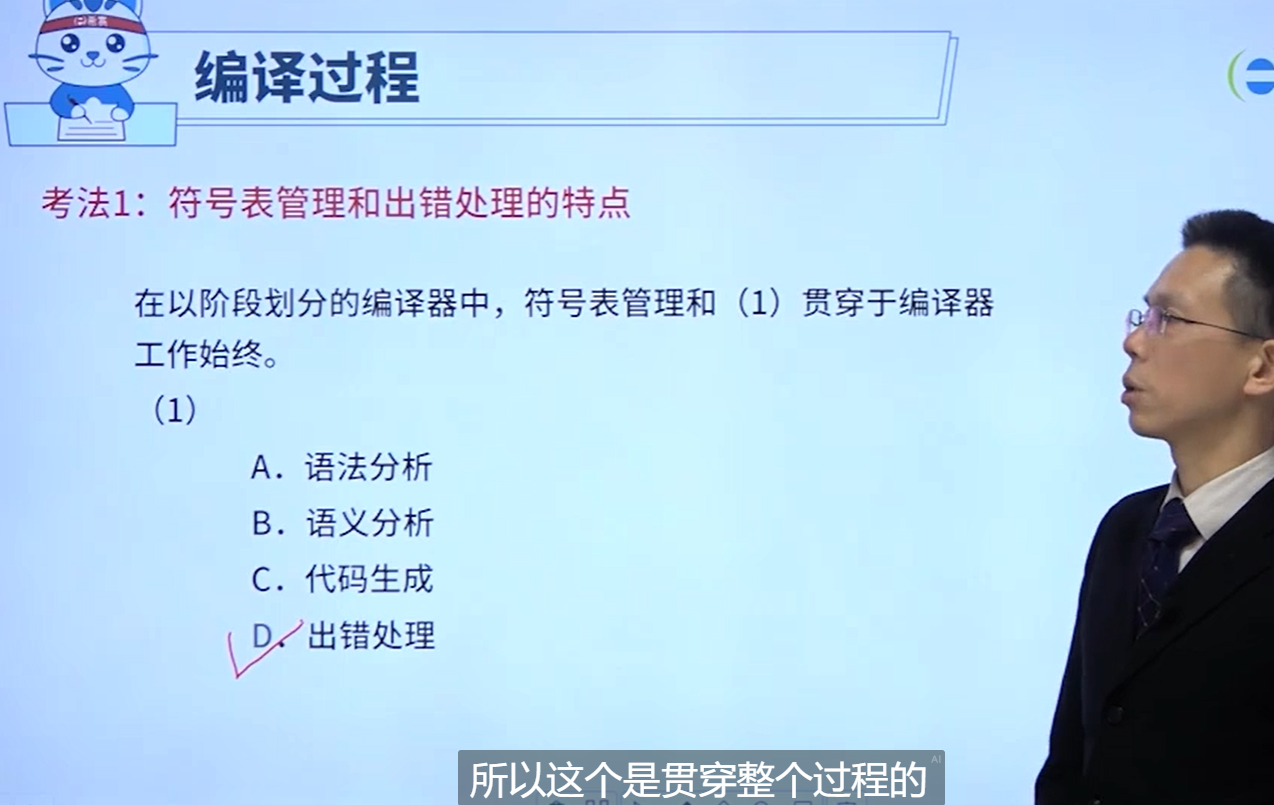 编译过程
考法1：符号表管理和出错处理的特点
在以阶段划分的编译器中，符号表管理和（1）贯穿于编译器
工作始终。
（1）
A．语法分析
B．语义分析
C．代码生成
D．出错处理
AI
所以这个是贯穿整个过程的